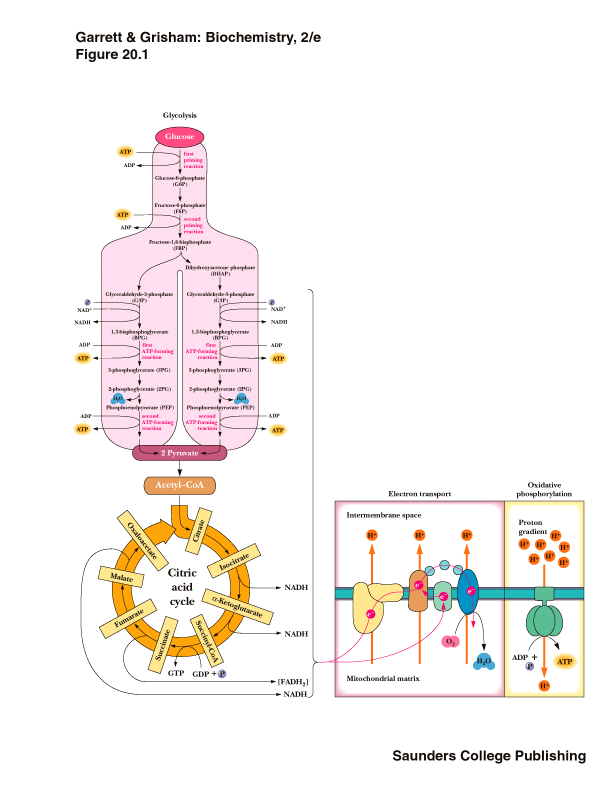 Garrett & Grisham: Biochemistry, 2/e
Figure 20.1
Glycolysis
Glucose
ATP
ADP
first
priming
reaction
Glucose-6-phosphate
(G6P)
Fructose-6-phosphate
(F6P)
ATP
ADP
second
priming
reaction
Fructose-1,6-bisphosphate
(FBP)
Dihydroxyacetone phosphate
(DHAP)
Glyceraldehyde-3-phosphate
(G3P)
Glyceraldehyde-3-phosphate
(G3P)
P
NAD+
NADH
P
NAD+
NADH
1,3-bisphosphoglycerate
(BPG)
1,3-bisphosphoglycerate
(BPG)
ADP
ATP
first
ATP-forming
reaction
first
ATP-forming
reaction
ADP
ATP
3-phosphoglycerate (3PG)
3-phosphoglycerate (3PG)
2-phosphoglycerate (2PG)
2-phosphoglycerate (2PG)
H2O
H2O
Phosphoenolpyruvate (PEP)
Phosphoenolpyruvate (PEP)
ADP
ATP
second
ATP-forming
reaction
second
ATP-forming
reaction
ADP
ATP
2 Pyruvate
Acetyl–CoA
Citric
acid
cycle
Oxaloacetate
Citrate
Isocitrate
α-Ketoglutarate
Succinyl-CoA
Succinate
Fumarate
Malate
NADH
NADH
GTP
GDP + P
[FADH2]
NADH
Electron transport
Intermembrane space
H+
H+
H+
e−
e−
e−
e−
O2
H2O
Mitochondrial matrix
Oxidative
phosphorylation
Proton
gradient
H+
H+
H+
H+
H+
H+
H+
ADP +
P
ATP
H+
Saunders College Publishing